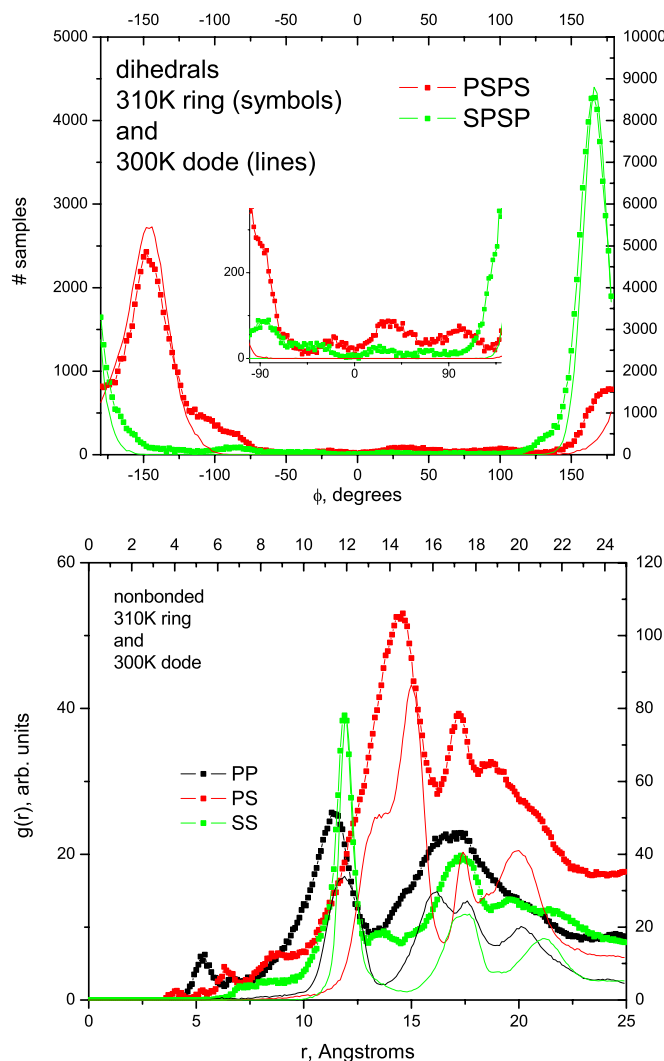 -150 -100 -50 0 50 100 150
5000 10000
dihedrals
310K ring (symbols)
and
300K dode (lines)
PSPS
SPSP
9000
4000 8000
7000
3000 6000
5000
2000 4000
3000
1000 2000
1000
0 0
# samples
200
0
-90 0 90
-150 -100 -50 0 50 100 150
ϕ, degrees
0 2 4 6 8 10 12 14 16 18 20 22 24
60 120
nonbonded
310K ring
and
300K dode
100
40 80
PP
PS
SS
60
20 40
20
0 0
g(r), arb. units
0 5 10 15 20 25
r, Angstroms